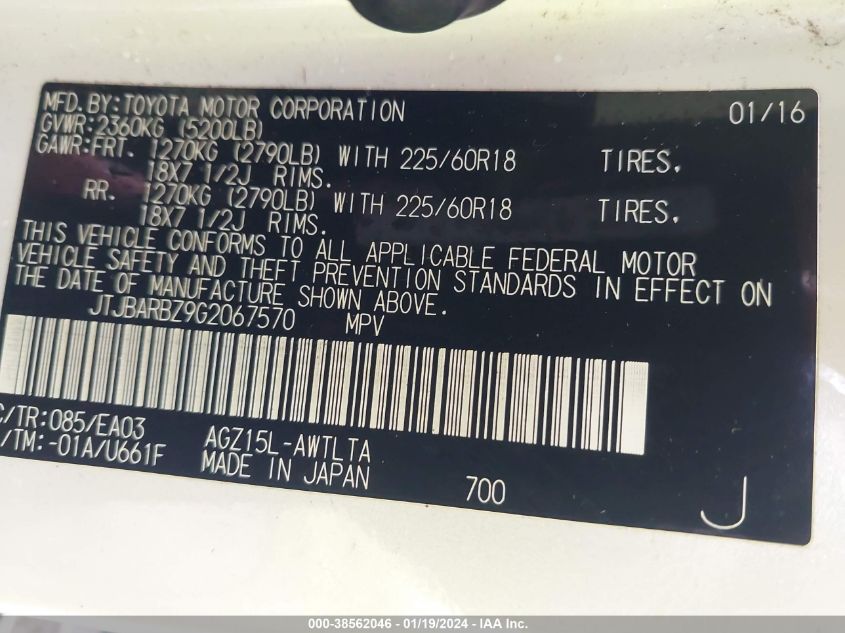 MFD. BY: TOYOTA MOTOR CORPORATION 01/16
GVWR: 2360KG (5200LB)
GAWR: FRT. 1270KG (2790LB) WITH 225/60R18 TIRES,
18X7 1/2J RIMS.
RR. 1270KG (2790LB) WITH 225/60R18 TIRES,
18X7 1/2J RIMS.
THIS VEHICLE CONFORMS TO ALL APPLICABLE FEDERAL MOTOR
VEHICLE SAFETY AND THEFT PREVENTION STANDARDS IN EFFECT ON
THE DATE OF MANUFACTURE SHOWN ABOVE.
JTJBARBZ9G2067570 MPV
C/TR: 085/EA03 AGZ15L-AWTLTA
/TM: -01A/U661F MADE IN JAPAN 700
J
000-38562046 - 01/19/2024 - IAA, Inc.